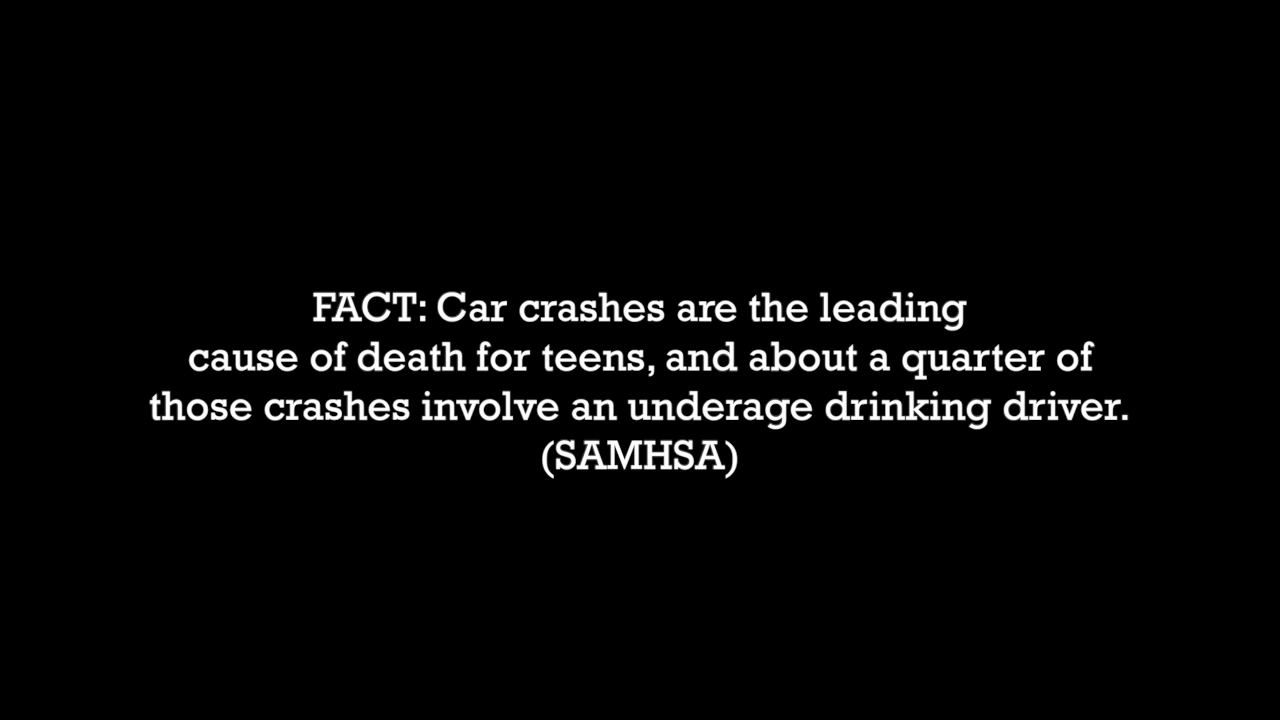 FACT: Car crashes are the leading
cause of death for teens, and about a quarter of
those crashes involve an underage drinking driver.
(SAMHSA)